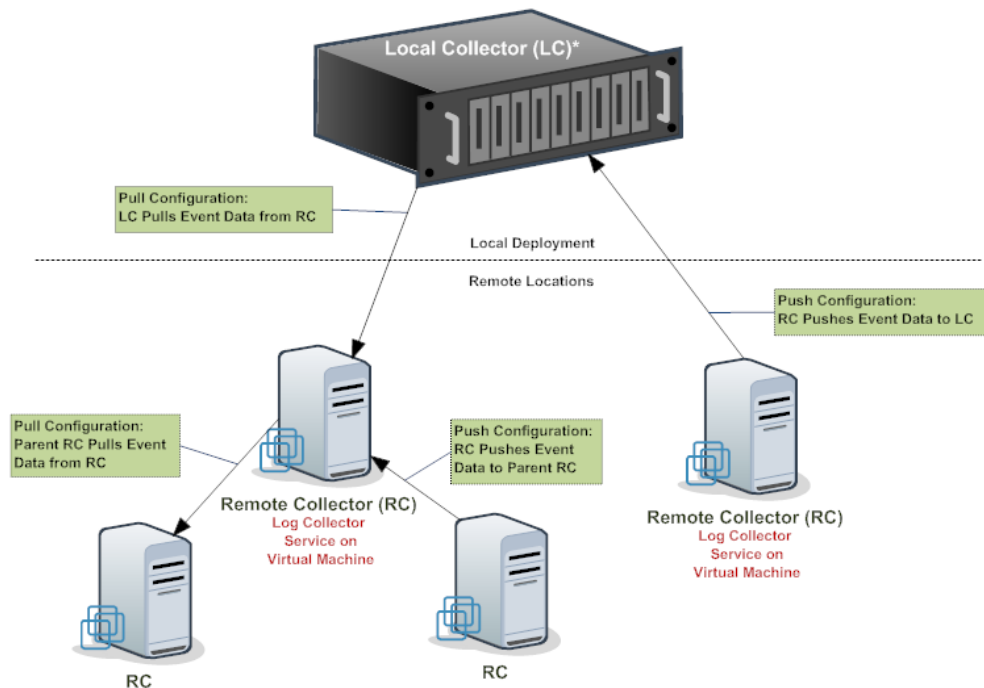 Local Collector (LC)*
Pull Configuration:
LC Pulls Event Data from RC
Local Deployment
Remote Locations
Push Configuration:
RC Pushes Event Data to LC
Pull Configuration:
Parent RC Pulls Event
Data from RC
Push Configuration:
RC Pushes Event
Data to Parent RC
Remote Collector (RC)
Log Collector
Service on
Virtual Machine
Remote Collector (RC)
Log Collector
Service on
Virtual Machine
RC
RC